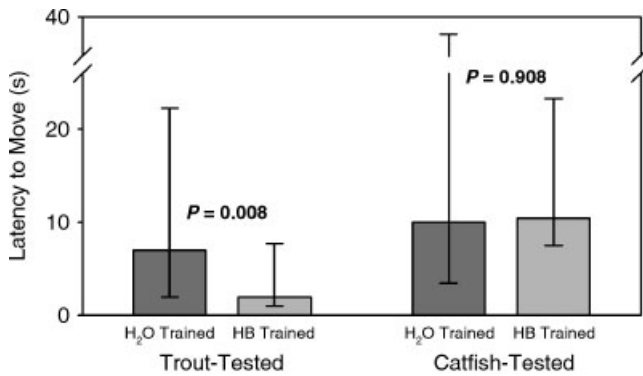 40
20
10
0
Latency to Move (s)
P = 0.908
P = 0.008
H₂O Trained HB Trained H₂O Trained HB Trained
Trout-Tested Catfish-Tested